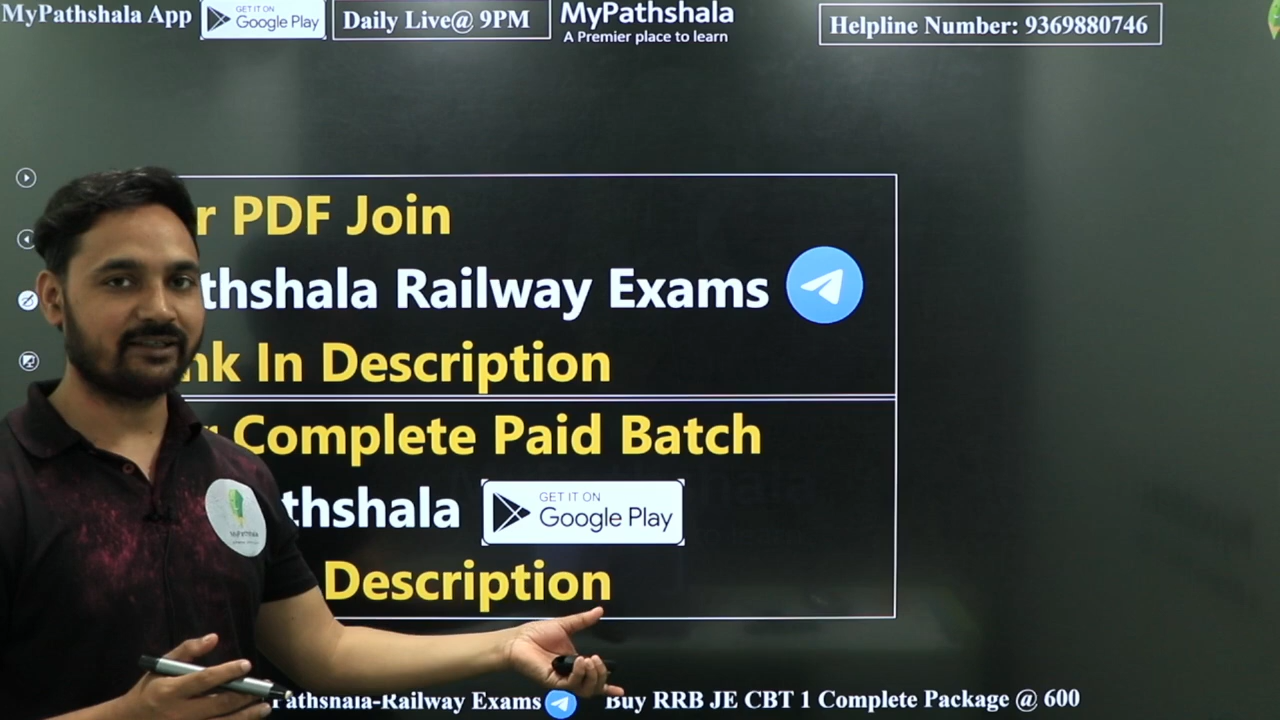 MyPathshala App
GET IT ON
Google Play
Daily Live@ 9PM
MyPathshala
A Premier place to learn
Helpline Number: 9369880746
r PDF Join
thshala Railway Exams
nk In Description
r Complete Paid Batch
thshala
GET IT ON
Google Play
Description
MyPathshala
Pathshala-Railway Exams
Buy RRB JE CBT 1 Complete Package @ 600